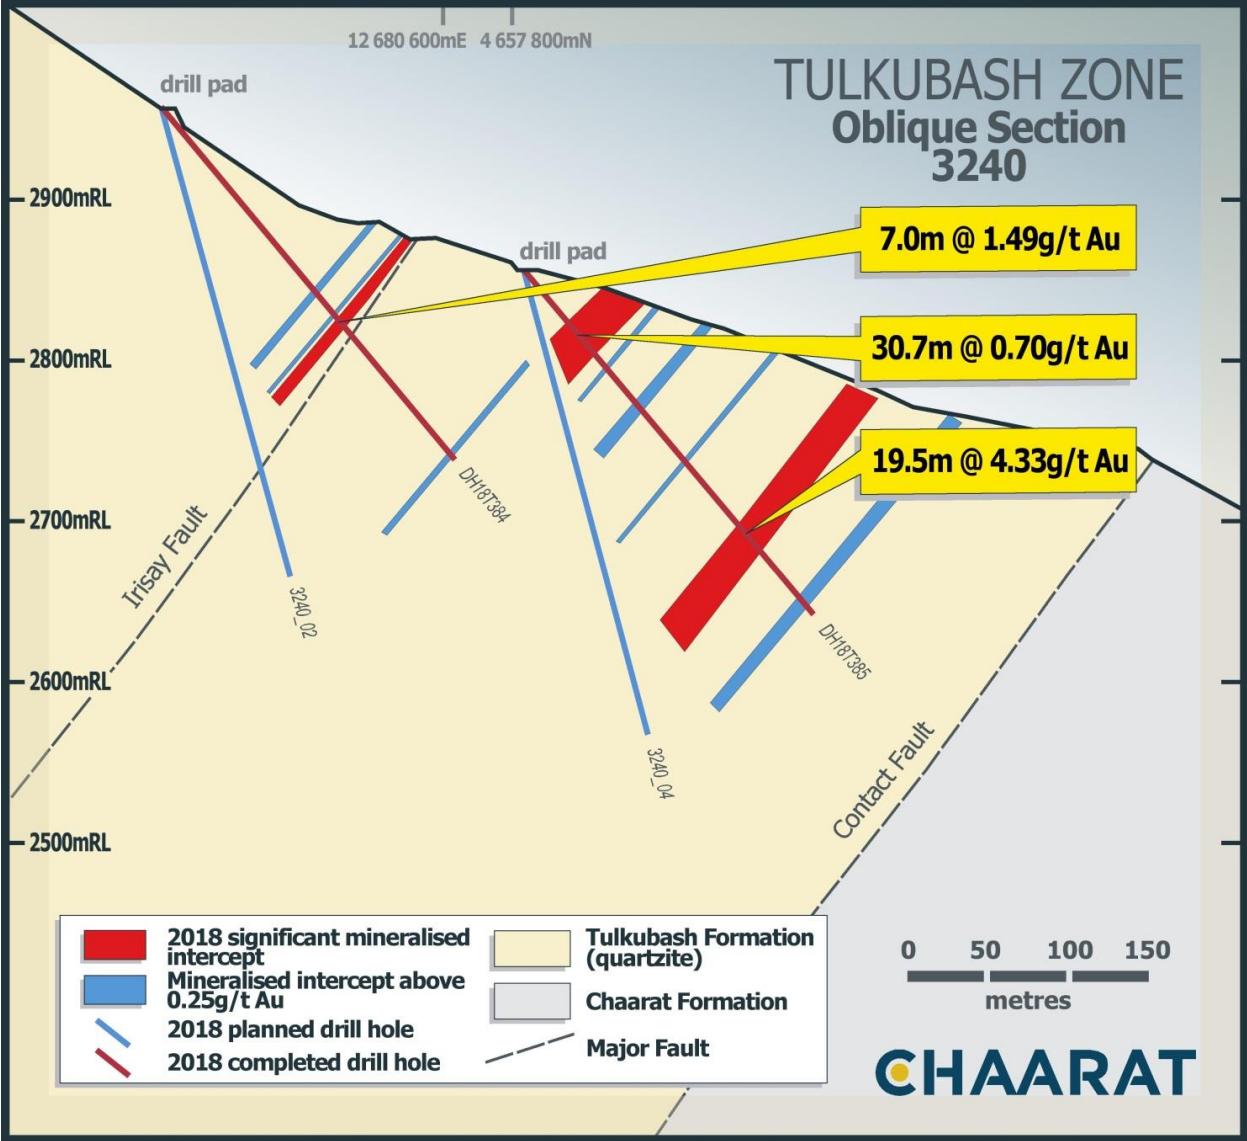 12 680 600mE 4 657 800mN
TULKUBASH ZONE
Oblique Section
3240
drill pad
drill pad
2900mRL
2800mRL
2700mRL
2600mRL
2500mRL
7.0m @ 1.49g/t Au
30.7m @ 0.70g/t Au
19.5m @ 4.33g/t Au
DH18T384
Irisay Fault
3240_02
DH18T385
3240_04
Contact Fault
2018 significant mineralised
intercept
Mineralised intercept above
0.25g/t Au
2018 planned drill hole
2018 completed drill hole
Tulkubash Formation
(quartzite)
Chaarat Formation
Major Fault
0 50 100 150
metres
CHAARAT